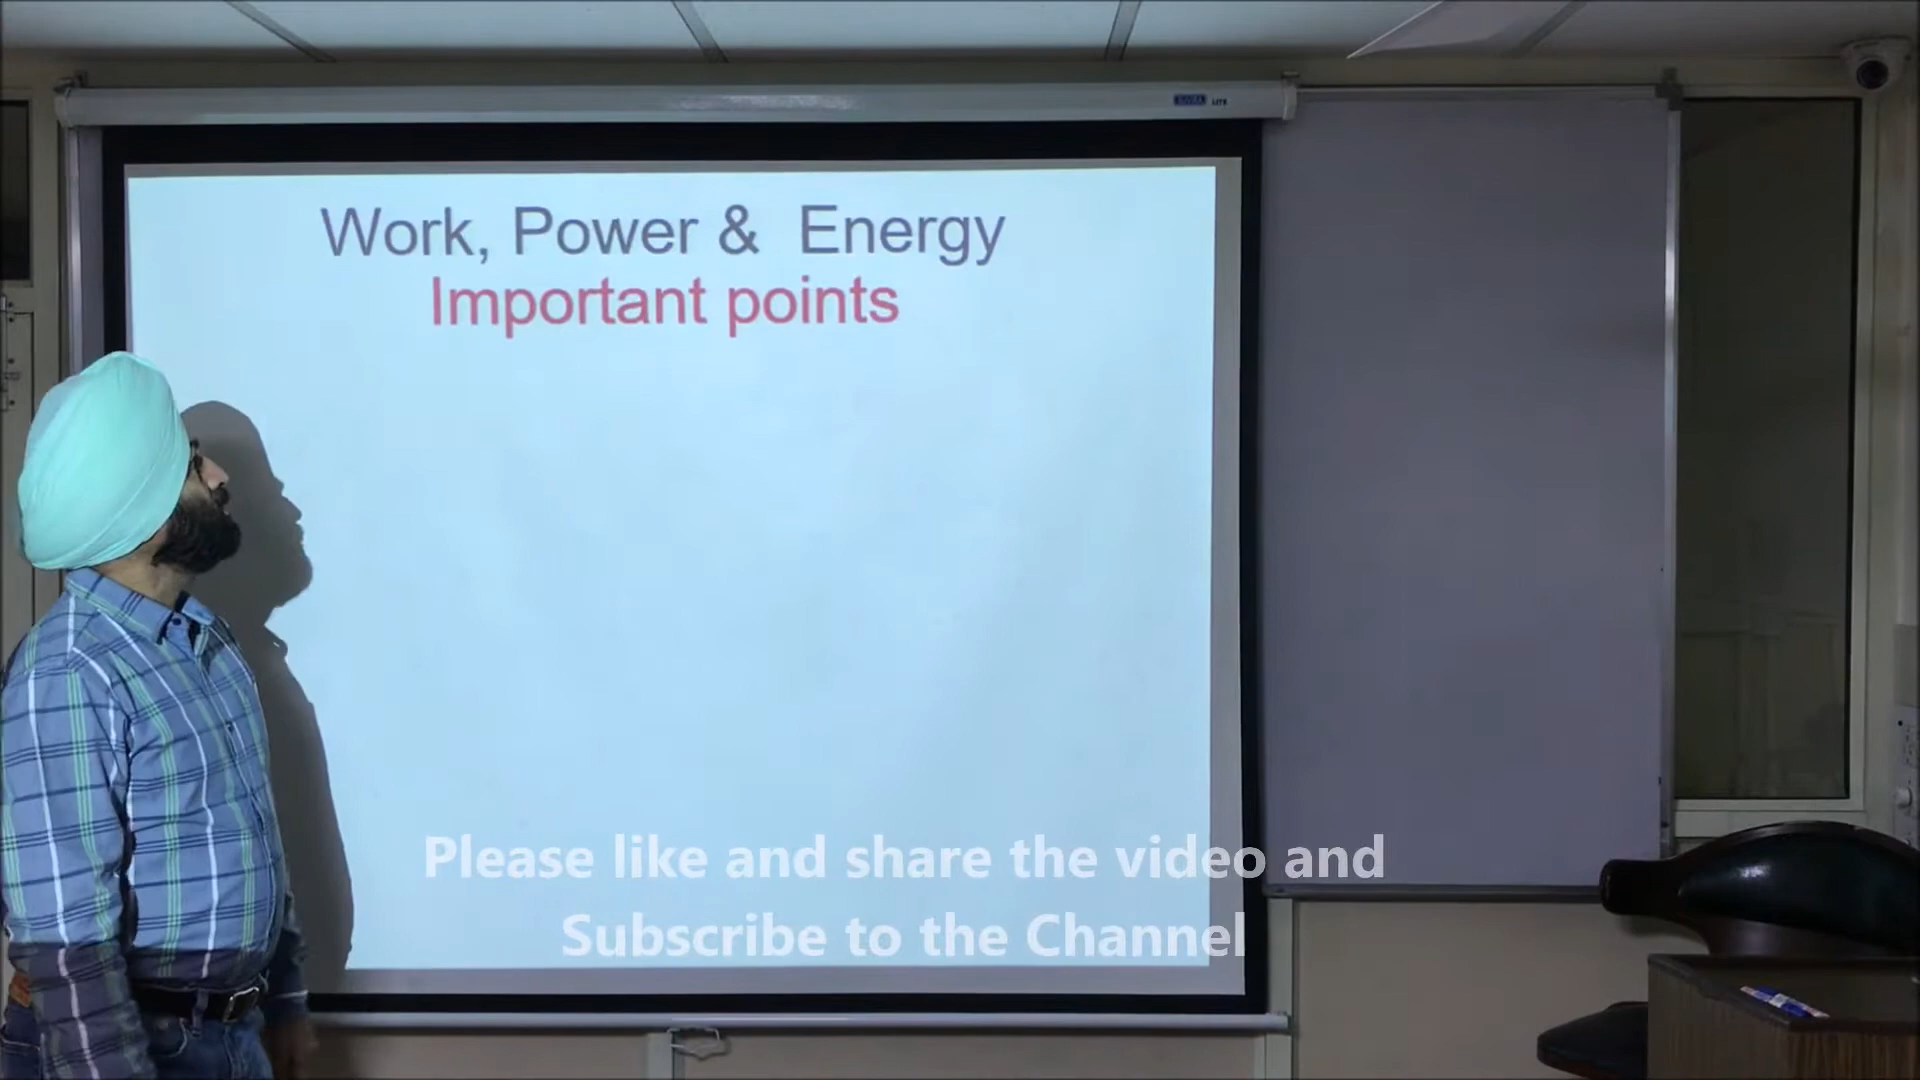 Work, Power & Energy
Important points
Please like and share the video and
Subscribe to the Channel